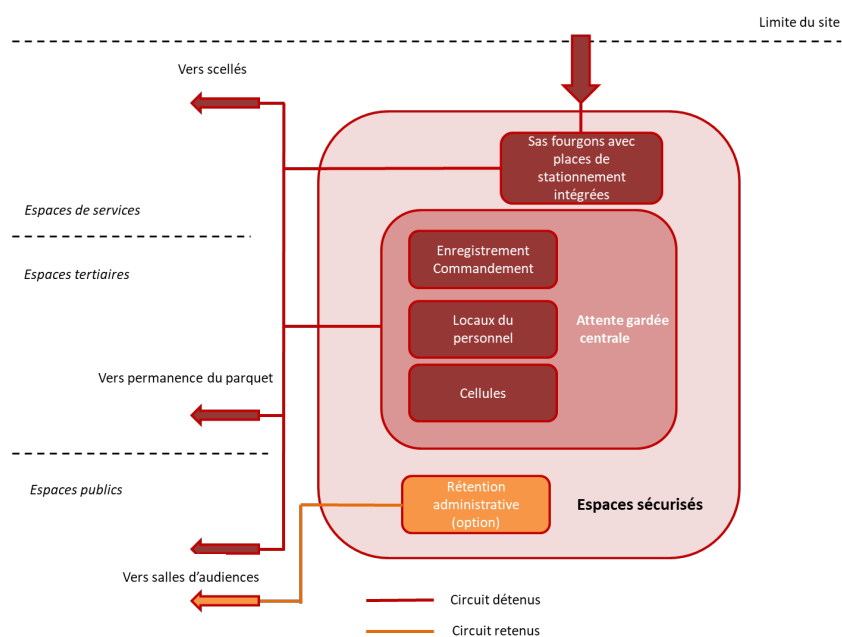 Limite du site
Vers scellés
Sas fourgons avec
places de
stationnement
intégrées
Espaces de services
Espaces tertiaires
Enregistrement
Commandement
Locaux du
personnel
Attente gardée
centrale
Cellules
Vers permanence du parquet
Espaces publics
Rétention
administrative
(option)
Espaces sécurisés
Vers salles d’audiences
Circuit détenus
Circuit retenus